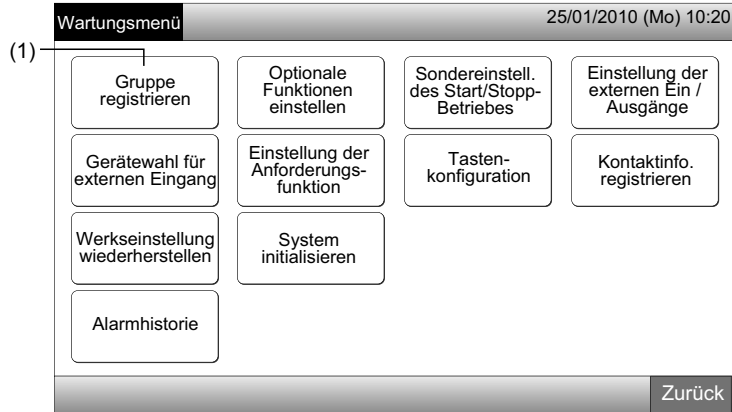 Wartungsmenü
25/01/2010 (Mo) 10:20
(1)
Gruppe
registrieren
Optionale
Funktionen
einstellen
Sondereinstell.
des Start/Stopp-
Betriebes
Einstellung der
externen Ein /
Ausgänge
Gerätewahl für
externen Eingang
Einstellung der
Anforderungs-
funktion
Tasten-
konfiguration
Kontaktinfo.
registrieren
Werkseinstellung
wiederherstellen
System
initialisieren
Alarmhistorie
Zurück